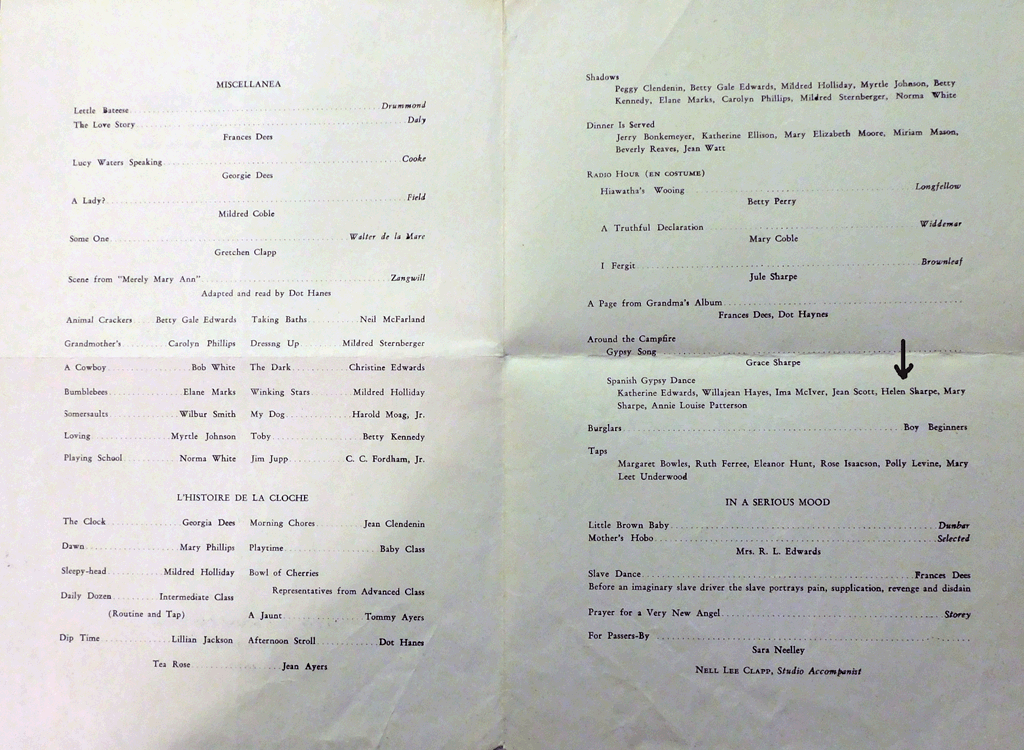 MISCELLANEA
Lettle Bateese Drummond
The Love Story Daly
Frances Dees
Lucy Waters Speaking Cooke
Georgie Dees
A Lady? Field
Mildred Coble
Some One Walter de la Mare
Gretchen Clapp
Scene from "Merely Mary Ann" Zangwill
Adapted and read by Dot Hanes
Animal Crackers Betty Gale Edwards Taking Baths Neil McFarland
Grandmother's Carolyn Phillips Dressng Up Mildred Sternberger
A Cowboy Bob White The Dark Christine Edwards
Bumblebees Elane Marks Winking Stars Mildred Holliday
Somersaults Wilbur Smith My Dog Harold Moag, Jr.
Loving Myrtle Johnson Toby Betty Kennedy
Playing School Norma White Jim Jupp C. C. Fordham, Jr.
L'HISTOIRE DE LA CLOCHE
The Clock Georgia Dees Morning Chores Jean Clendenin
Dawn Mary Phillips Playtime Baby Class
Sleepy-head Mildred Holliday Bowl of Cherries
Daily Dozen Intermediate Class Representatives from Advanced Class
(Routine and Tap) A Jaunt Tommy Ayers
Dip Time Lillian Jackson Afternoon Stroll Dot Hanes
Tea Rose Jean Ayers
Shadows
Peggy Clendenin, Betty Gale Edwards, Mildred Holliday, Myrtle Johnson, Betty
Kennedy, Elane Marks, Carolyn Phillips, Mildred Sternberger, Norma White
Dinner Is Served
Jerry Bonkemeyer, Katherine Ellison, Mary Elizabeth Moore, Miriam Mason,
Beverly Reaves, Jean Watt
RADIO HOUR (EN COSTUME)
Hiawatha's Wooing Longfellow
Betty Perry
A Truthful Declaration Widdemar
Mary Coble
I Fergit Brownleaf
Jule Sharpe
A Page from Grandma's Album
Frances Dees, Dot Haynes
Around the Campfire
Gypsy Song
Grace Sharpe
Spanish Gypsy Dance
Katherine Edwards, Willajean Hayes, Ima McIver, Jean Scott, Helen Sharpe, Mary
Sharpe, Annie Louise Patterson
Burglars Boy Beginners
Taps
Margaret Bowles, Ruth Ferree, Eleanor Hunt, Rose Isaacson, Polly Levine, Mary
Leet Underwood
IN A SERIOUS MOOD
Little Brown Baby Dunbar
Mother's Hobo Selected
Mrs. R. L. Edwards
Slave Dance Frances Dees
Before an imaginary slave driver the slave portrays pain, supplication, revenge and disdain
Prayer for a Very New Angel Storey
For Passers-By
Sara Neelley
NELL LEE CLAPP, Studio Accompanist